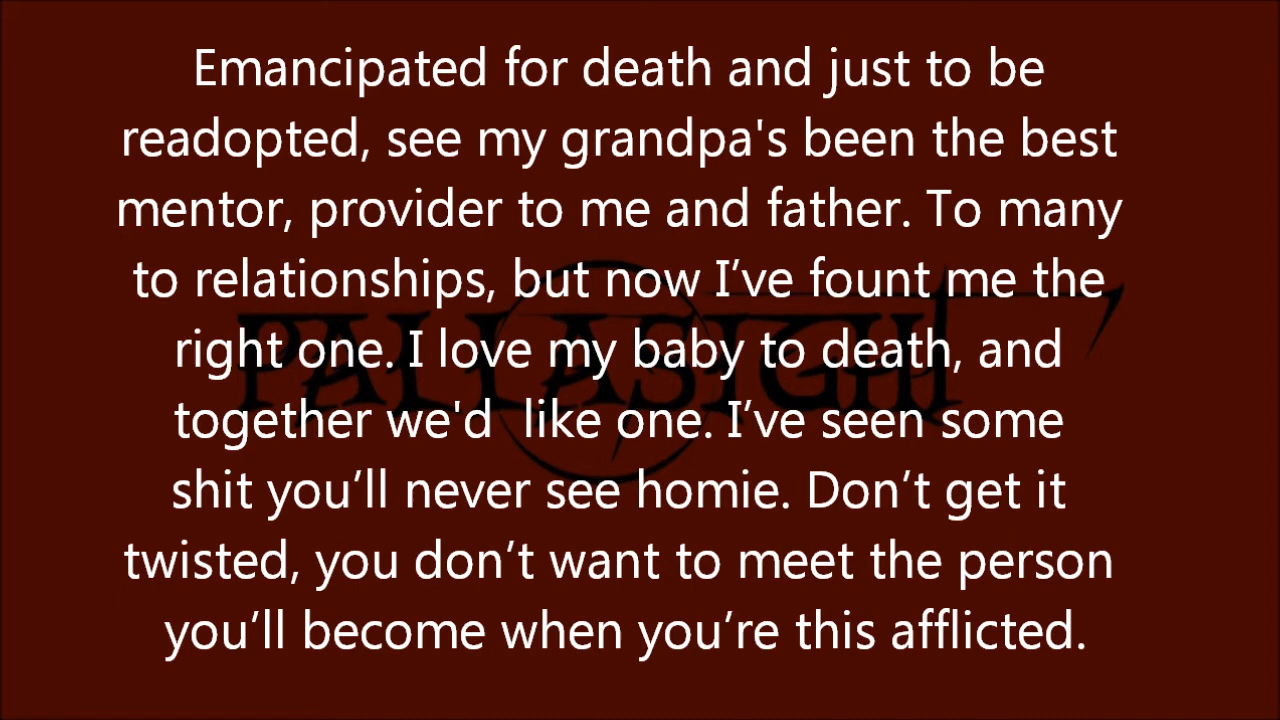 Emancipated for death and just to be
readopted, see my grandpa's been the best
mentor, provider to me and father. To many
to relationships, but now I’ve fount me the
right one. I love my baby to death, and
together we'd  like one. I’ve seen some
shit you’ll never see homie. Don’t get it
twisted, you don’t want to meet the person
you’ll become when you’re this afflicted.
PALLASIGHT